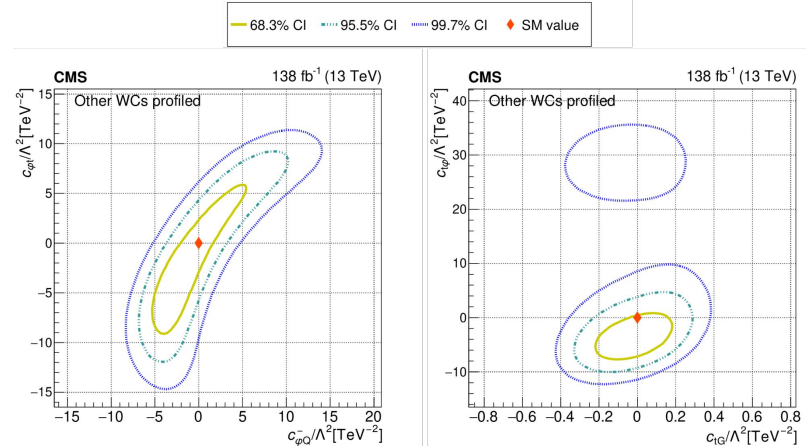 68.3% CI 95.5% CI 99.7% CI SM value
CMS 138 fb⁻¹ (13 TeV)
Other WCs profiled
c_φt/Λ²[TeV⁻²]
15
10
5
0
−5
−10
−15
−15 −10 −5 0 5 10 15 20
c⁻_φQ/Λ²[TeV⁻²]
CMS 138 fb⁻¹ (13 TeV)
Other WCs profiled
c_tφ/Λ²[TeV⁻²]
40
30
20
10
0
−10
−0.8 −0.6 −0.4 −0.2 0 0.2 0.4 0.6 0.8
c_tG/Λ²[TeV⁻²]